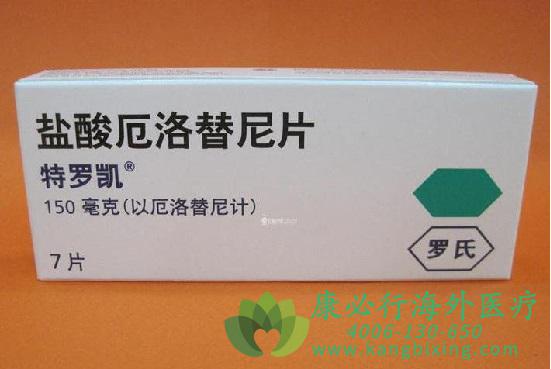 盐酸厄洛替尼片
特罗凯®
150 毫克(以厄洛替尼计)
7 片
罗氏
康必行海外医疗
4006-130-650
www.kangbixing.com